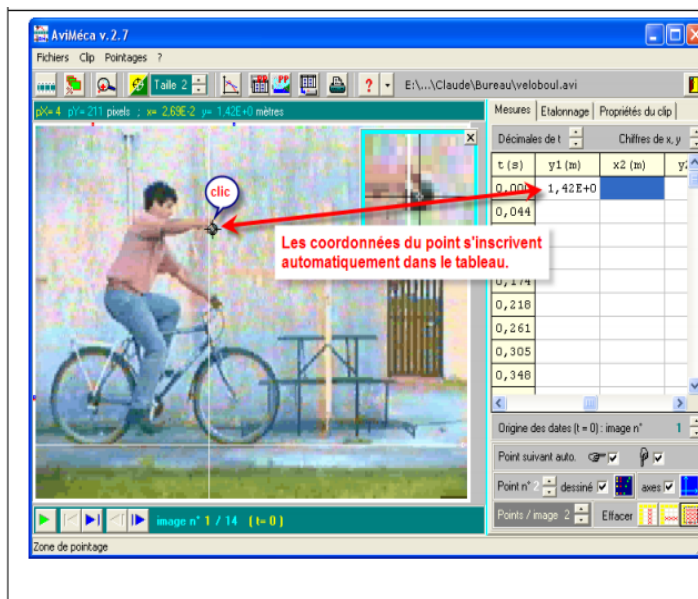 AviMéca v. 2.7
Fichiers Clip Pointages ?
Taille 2
? E:\...\Claude\Bureau\veloboul.avi
pX= 4 pY= 211 pixels ; x= 2,69E-2 y= 1,42E+0 mètres
Mesures Etalonnage Propriétés du clip
Décimales de t Chiffres de x, y
t (s) y1 (m) x2 (m)
0,000 1,42E+0
0,044
0,174
0,218
0,261
0,305
0,348
clic
Les coordonnées du point s'inscrivent
automatiquement dans le tableau.
Origine des dates (t = 0) : image n° 1
Point suivant auto.
Point n° 2 dessiné axes
Points / image 2 Effacer
image n° 1 / 14 ( t= 0 )
Zone de pointage